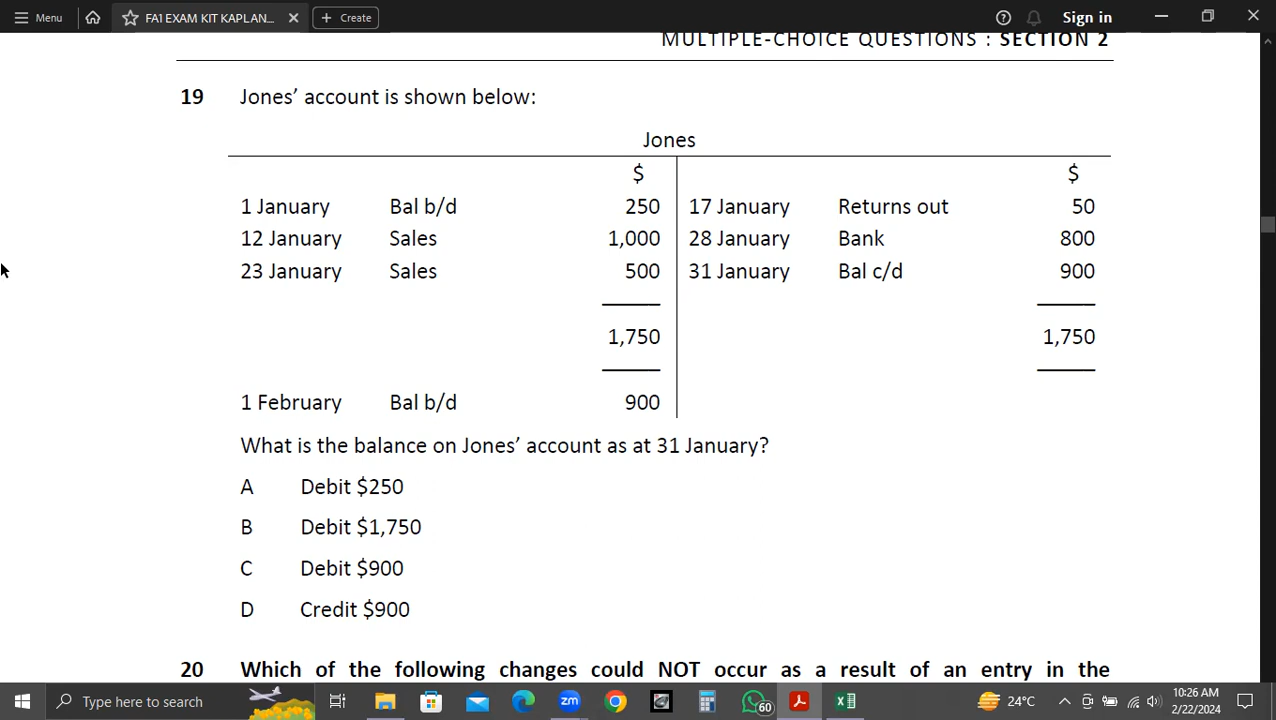 Menu FA1 EXAM KIT KAPLAN... Create Sign in
MULTIPLE-CHOICE QUESTIONS : SECTION 2
19 Jones’ account is shown below:
Jones
$ $
1 January Bal b/d 250 17 January Returns out 50
12 January Sales 1,000 28 January Bank 800
23 January Sales 500 31 January Bal c/d 900
1,750 1,750
1 February Bal b/d 900
What is the balance on Jones’ account as at 31 January?
A Debit $250
B Debit $1,750
C Debit $900
D Credit $900
20 Which of the following changes could NOT occur as a result of an entry in the
Type here to search 60 24°C 10:26 AM
2/22/2024